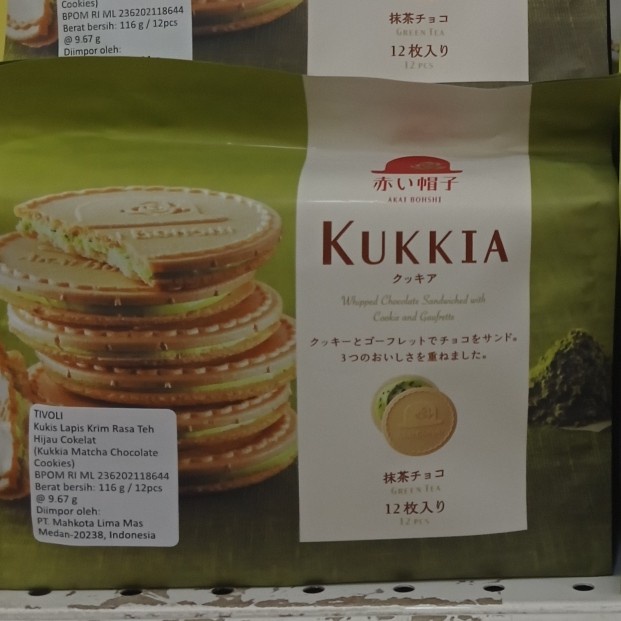 Cookies)
BPOM RI ML 236202118644
Berat bersih: 116 g / 12pcs
@ 9.67 g
Diimpor oleh:
抹茶チョコ
GREEN TEA
12枚入り
12 PCS
赤い帽子
AKAI BOHSHI
KUKKIA
クッキア
Whipped Chocolate Sandwiched with
Cookie and Gaufrette
クッキーとゴーフレットでチョコをサンド。
3つのおいしさを重ねました。
抹茶チョコ
GREEN TEA
12枚入り
12 PCS
TIVOLI
Kukis Lapis Krim Rasa Teh
Hijau Cokelat
(Kukkia Matcha Chocolate
Cookies)
BPOM RI ML 236202118644
Berat bersih: 116 g / 12pcs
@ 9.67 g
Diimpor oleh:
PT. Mahkota Lima Mas
Medan-20238, Indonesia